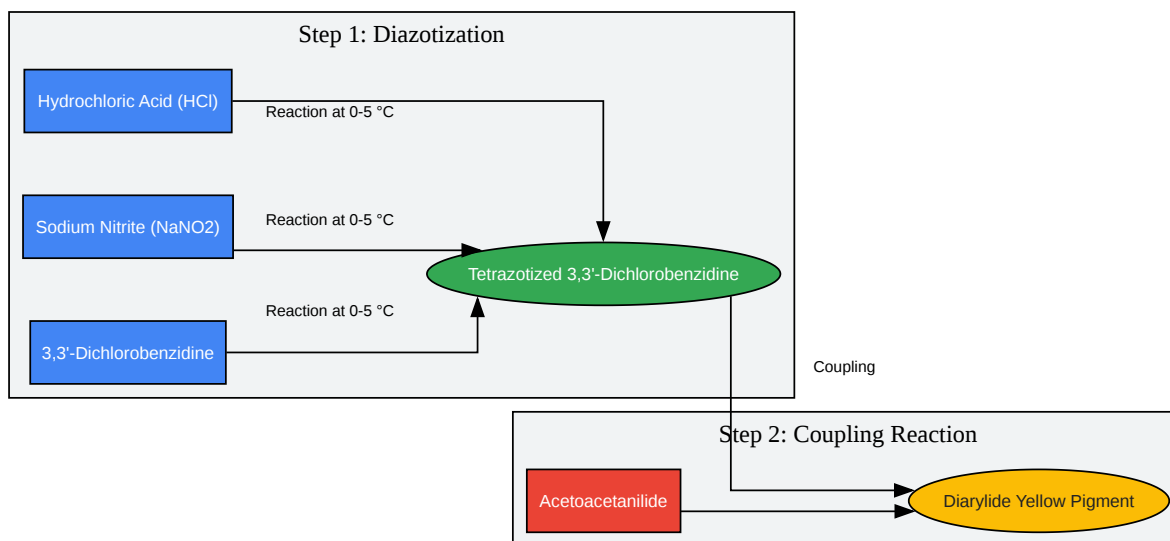 Step 1: Diazotization
Hydrochloric Acid (HCl)
Reaction at 0-5 °C
Sodium Nitrite (NaNO2)
Reaction at 0-5 °C
Tetrazotized 3,3'-Dichlorobenzidine
Reaction at 0-5 °C
3,3'-Dichlorobenzidine
Coupling
Step 2: Coupling Reaction
Acetoacetanilide
Diarylide Yellow Pigment